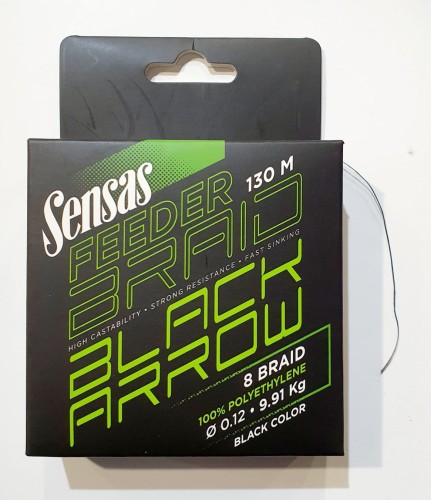 Sensas
130 M
FEEDER
BRAID
HIGH CASTABILITY • STRONG RESISTANCE • FAST SINKING
BLACK
ARROW
8 BRAID
100% POLYETHYLENE
Ø 0.12 • 9.91 Kg
BLACK COLOR